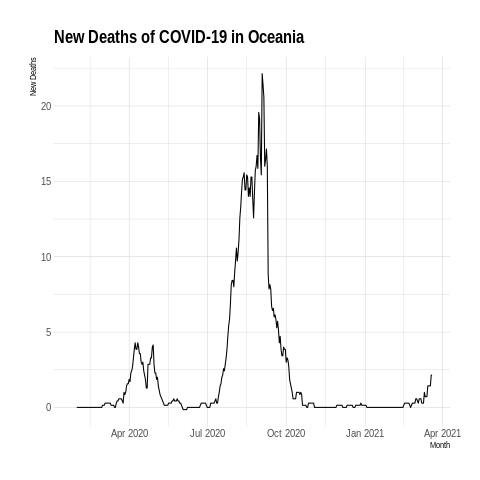 New Deaths of COVID-19 in Oceania
New Deaths
20
15
10
5
0
Apr 2020 Jul 2020 Oct 2020 Jan 2021 Apr 2021
Month